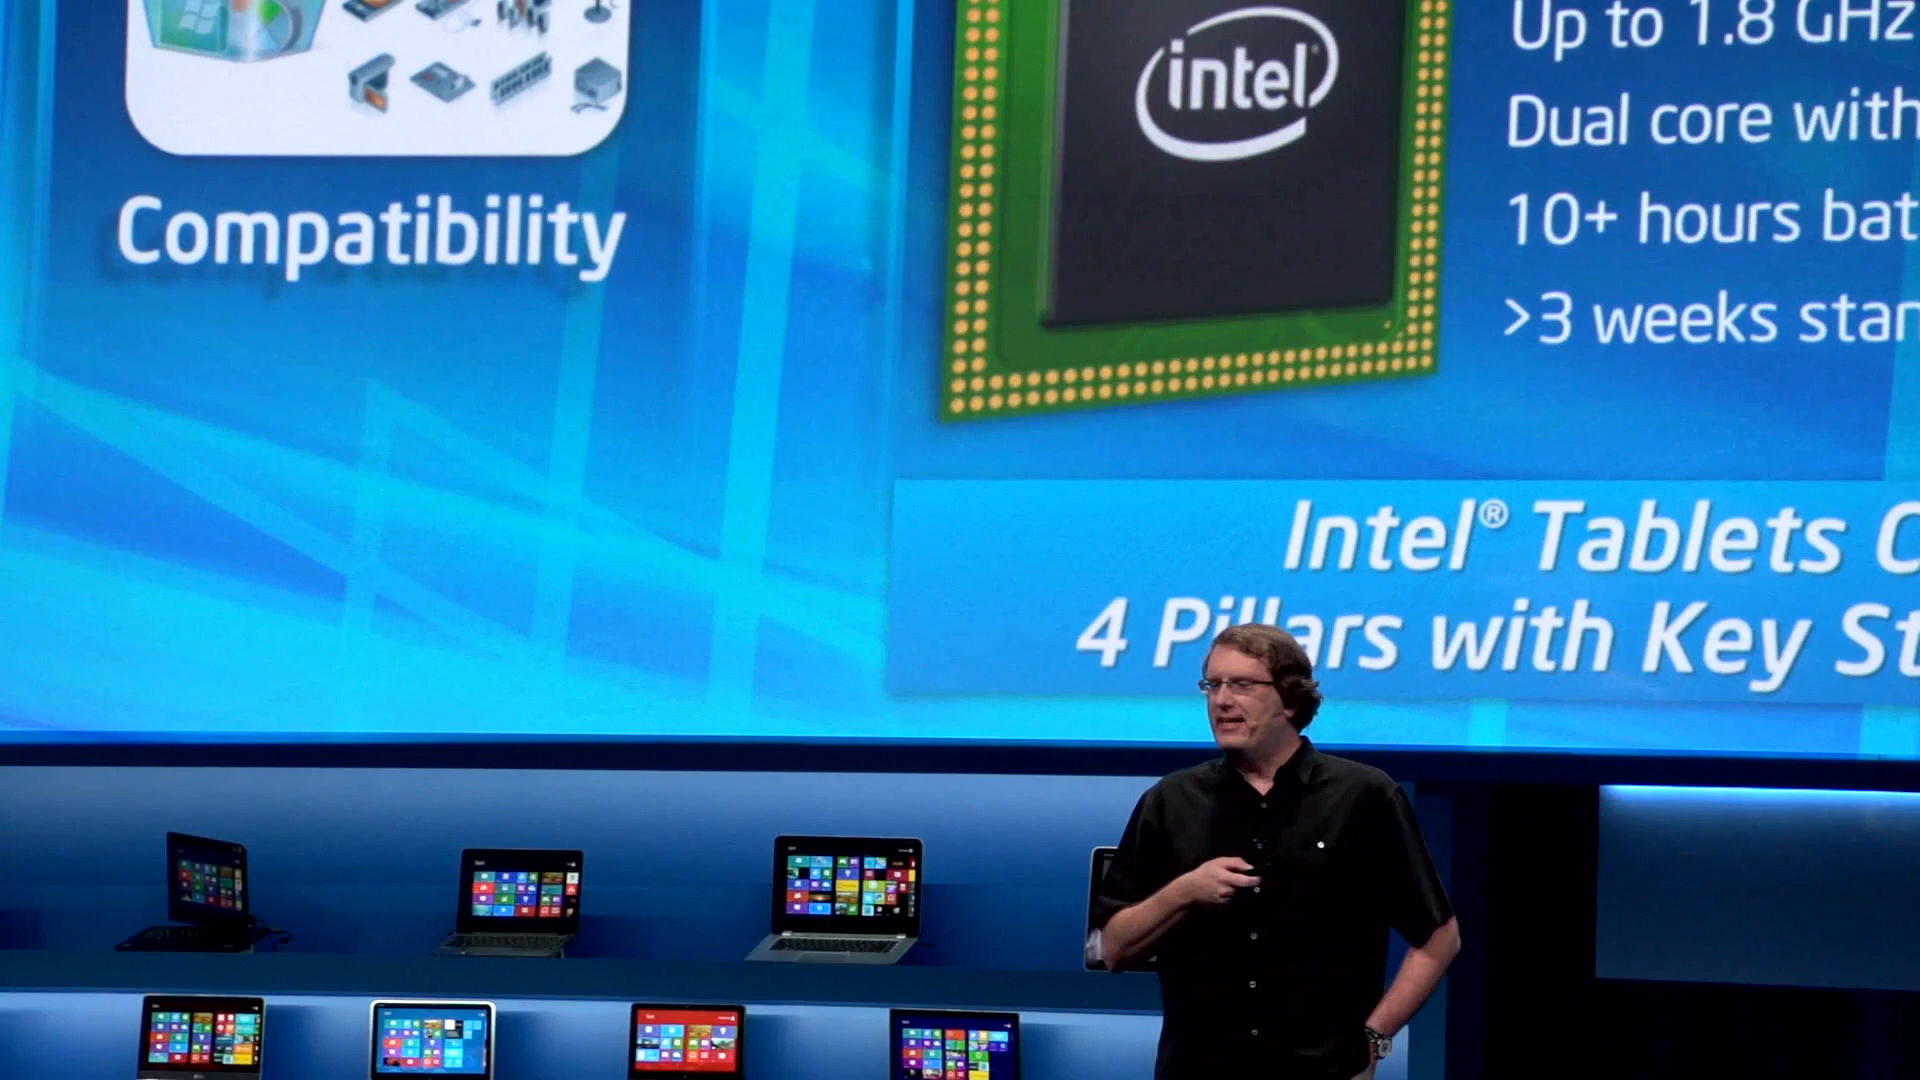 Compatibility
intel
Up to 1.8 GHz
Dual core with
10+ hours bat
>3 weeks stan
Intel® Tablets
4 Pillars with Key St